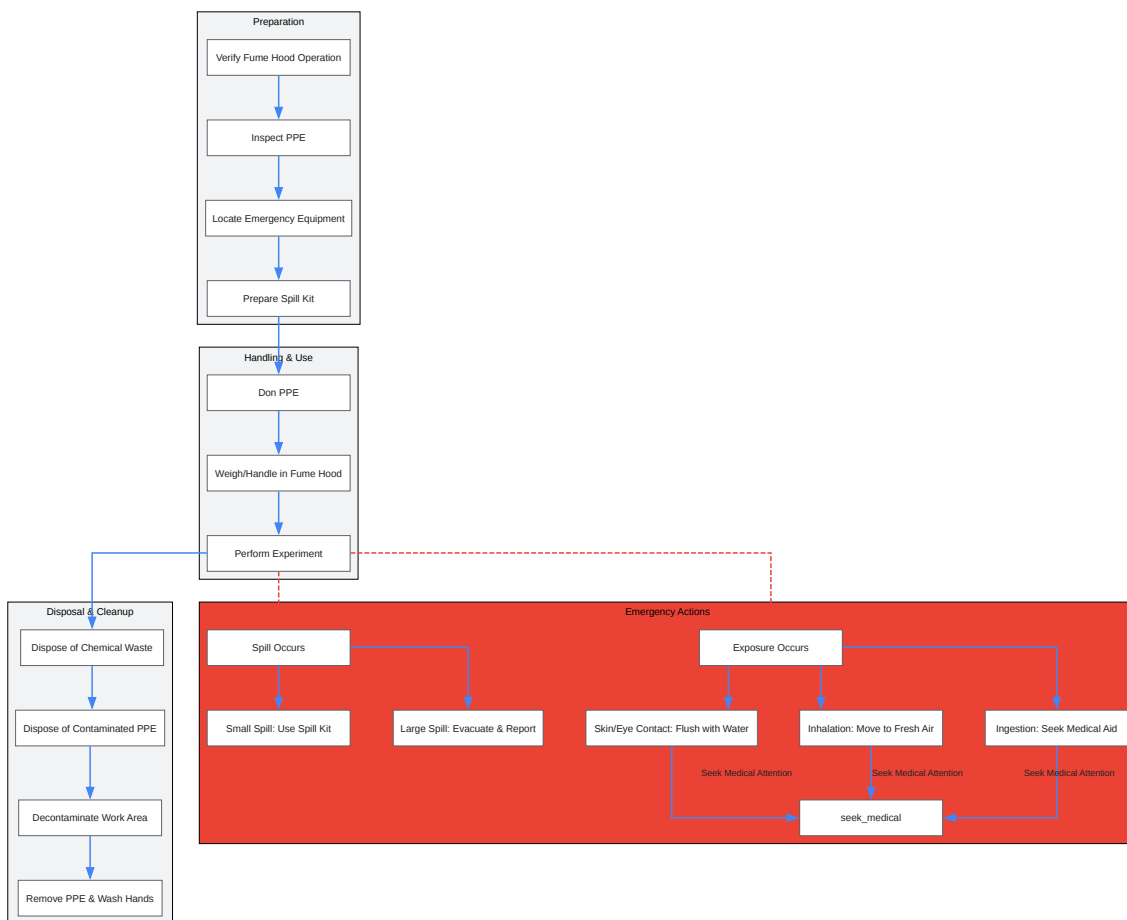 Preparation
Verify Fume Hood Operation
Inspect PPE
Locate Emergency Equipment
Prepare Spill Kit
Handling & Use
Don PPE
Weigh/Handle in Fume Hood
Perform Experiment
Disposal & Cleanup
Dispose of Chemical Waste
Dispose of Contaminated PPE
Decontaminate Work Area
Remove PPE & Wash Hands
Emergency Actions
Spill Occurs
Exposure Occurs
Small Spill: Use Spill Kit
Large Spill: Evacuate & Report
Skin/Eye Contact: Flush with Water
Inhalation: Move to Fresh Air
Ingestion: Seek Medical Aid
Seek Medical Attention
Seek Medical Attention
Seek Medical Attention
seek_medical